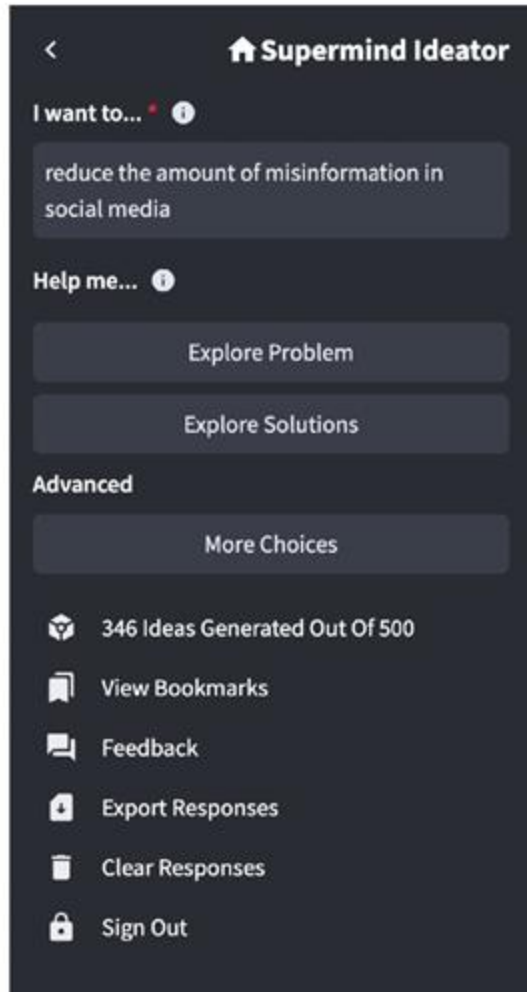 Supermind Ideator
I want to... *
reduce the amount of misinformation in
social media
Help me...
Explore Problem
Explore Solutions
Advanced
More Choices
346 Ideas Generated Out Of 500
View Bookmarks
Feedback
Export Responses
Clear Responses
Sign Out